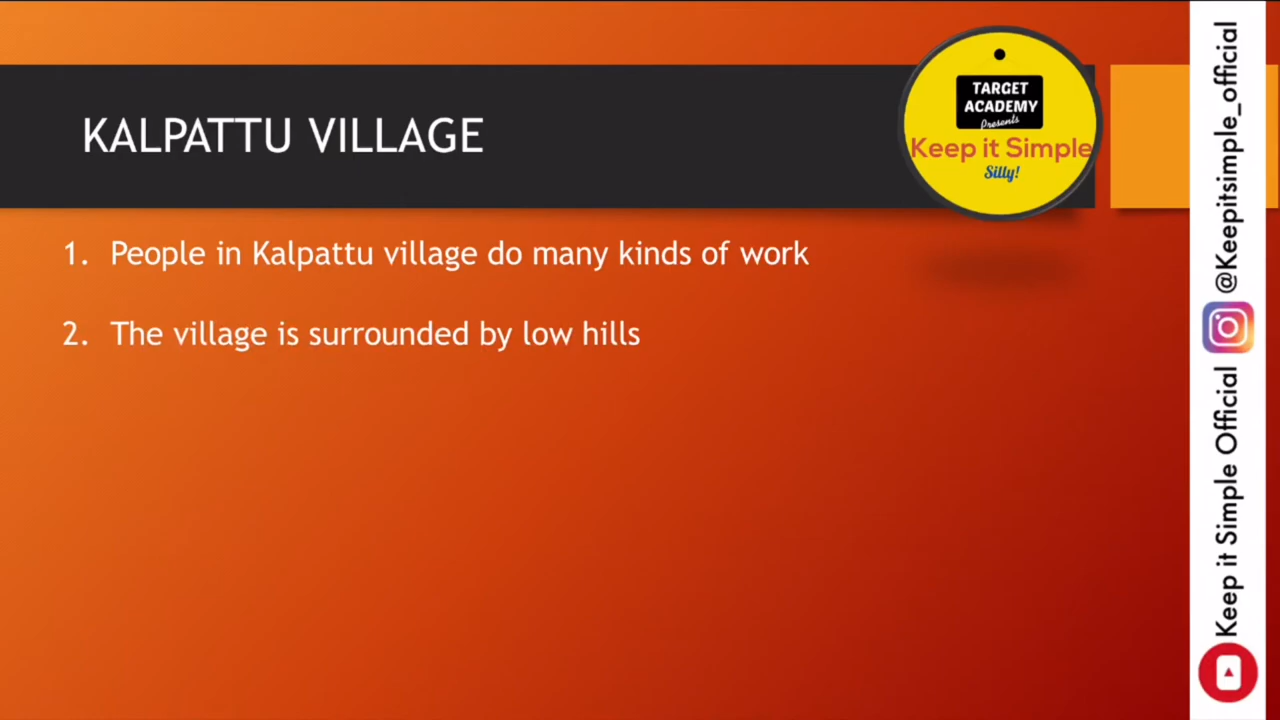 KALPATTU VILLAGE
TARGET
ACADEMY
Presents
Keep it Simple
Silly!
1. People in Kalpattu village do many kinds of work
2. The village is surrounded by low hills
@Keepitsimple_official
Keep it Simple Official